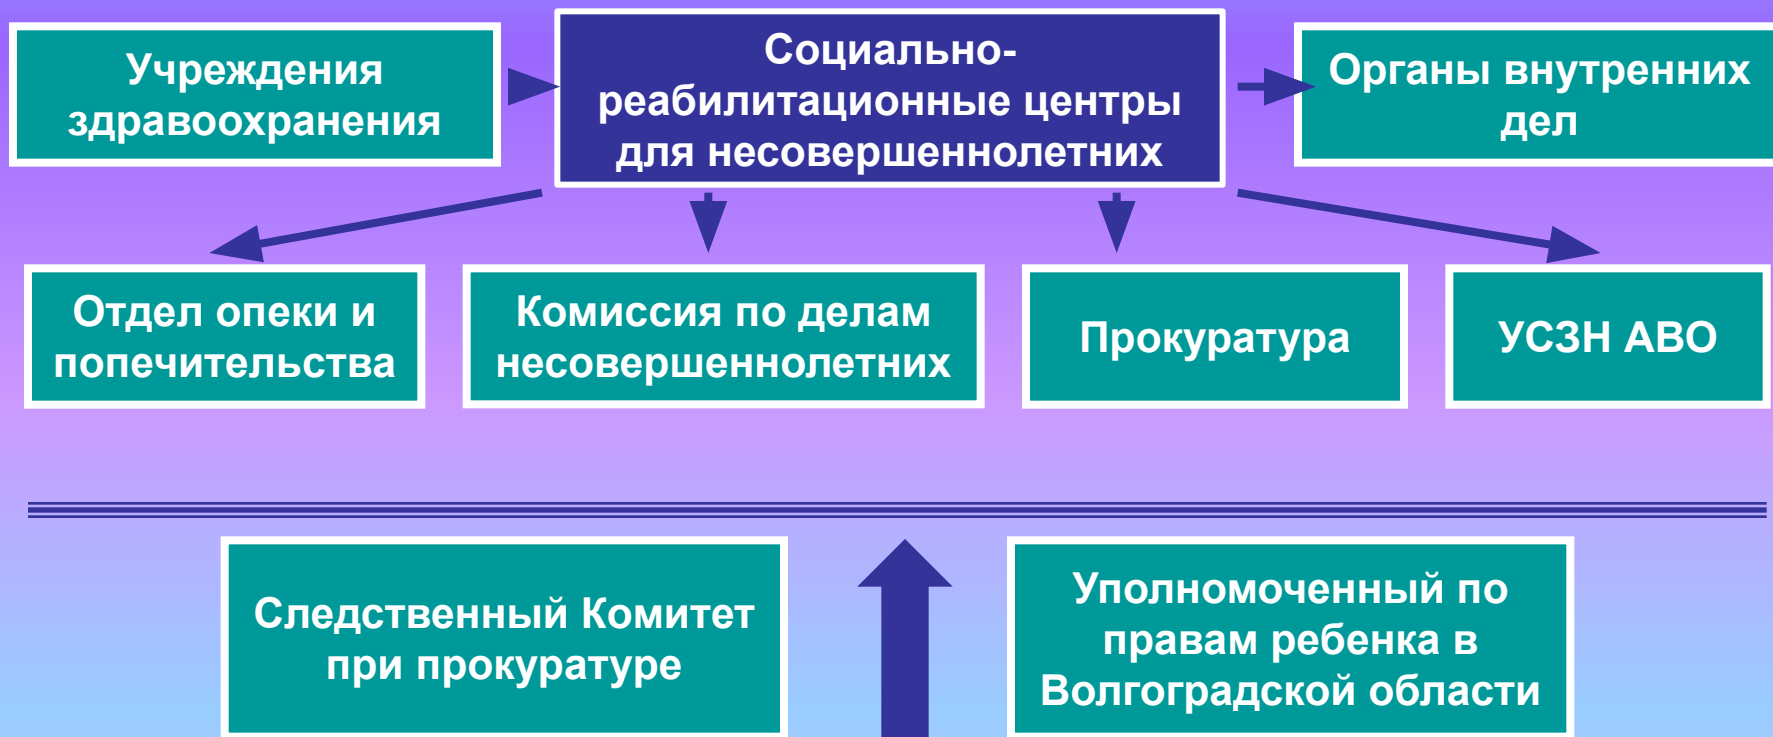 Учреждения
здравоохранения
Социально-
реабилитационные центры
для несовершеннолетних
Органы внутренних
дел
Отдел опеки и
попечительства
Комиссия по делам
несовершеннолетних
Прокуратура
УСЗН АВО
Следственный Комитет
при прокуратуре
Уполномоченный по
правам ребенка в
Волгоградской области